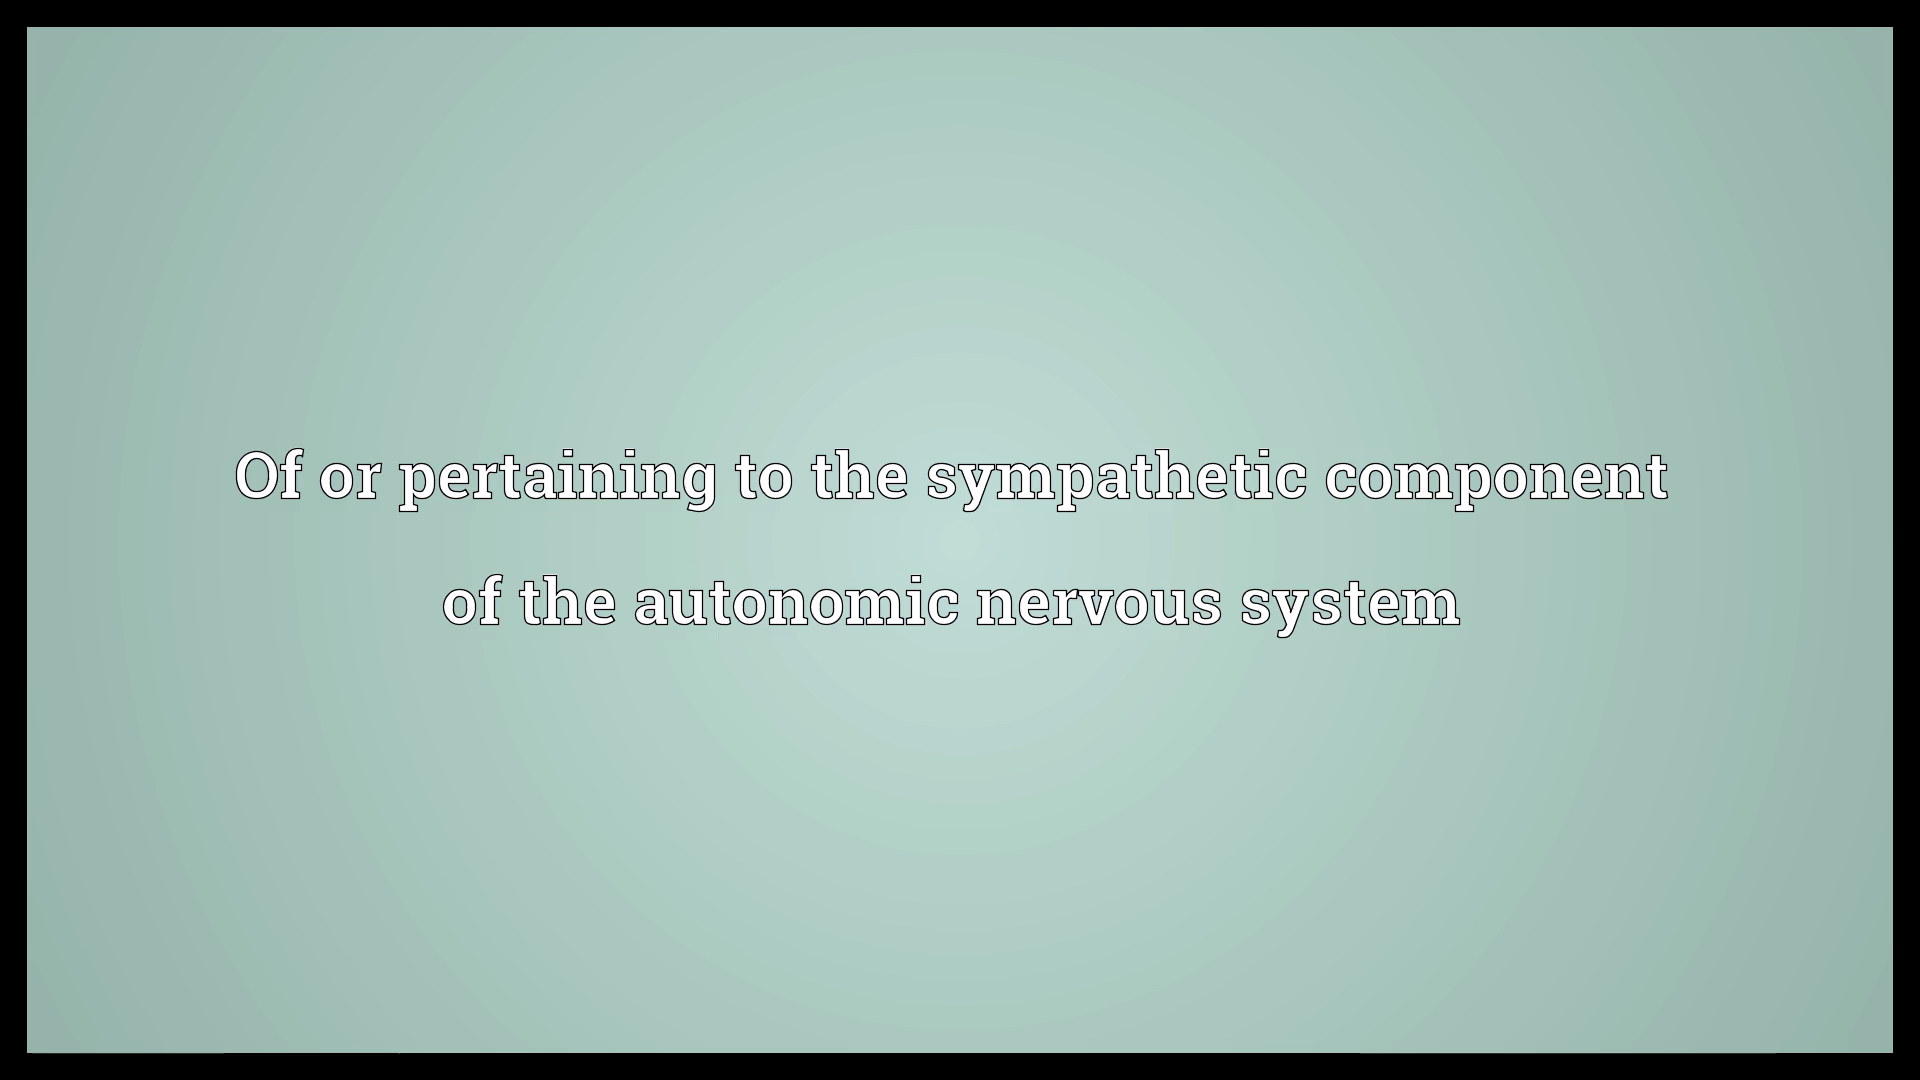 Of or pertaining to the sympathetic component
of the autonomic nervous system